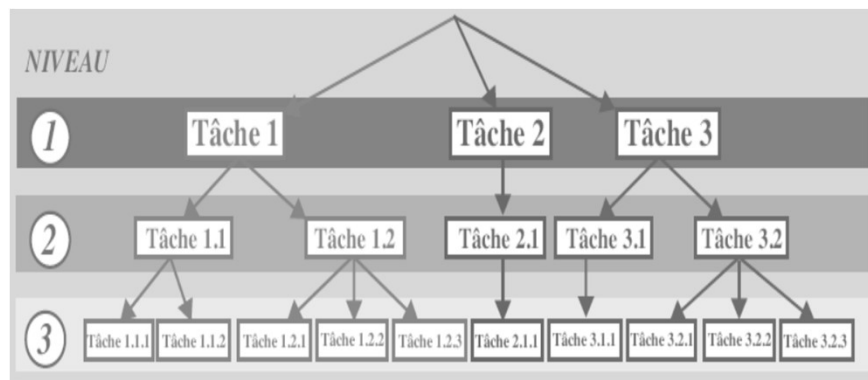 NIVEAU
1 Tâche 1 Tâche 2 Tâche 3
2 Tâche 1.1 Tâche 1.2 Tâche 2.1 Tâche 3.1 Tâche 3.2
3 Tâche 1.1.1 Tâche 1.1.2 Tâche 1.2.1 Tâche 1.2.2 Tâche 1.2.3 Tâche 2.1.1 Tâche 3.1.1 Tâche 3.2.1 Tâche 3.2.2 Tâche 3.2.3